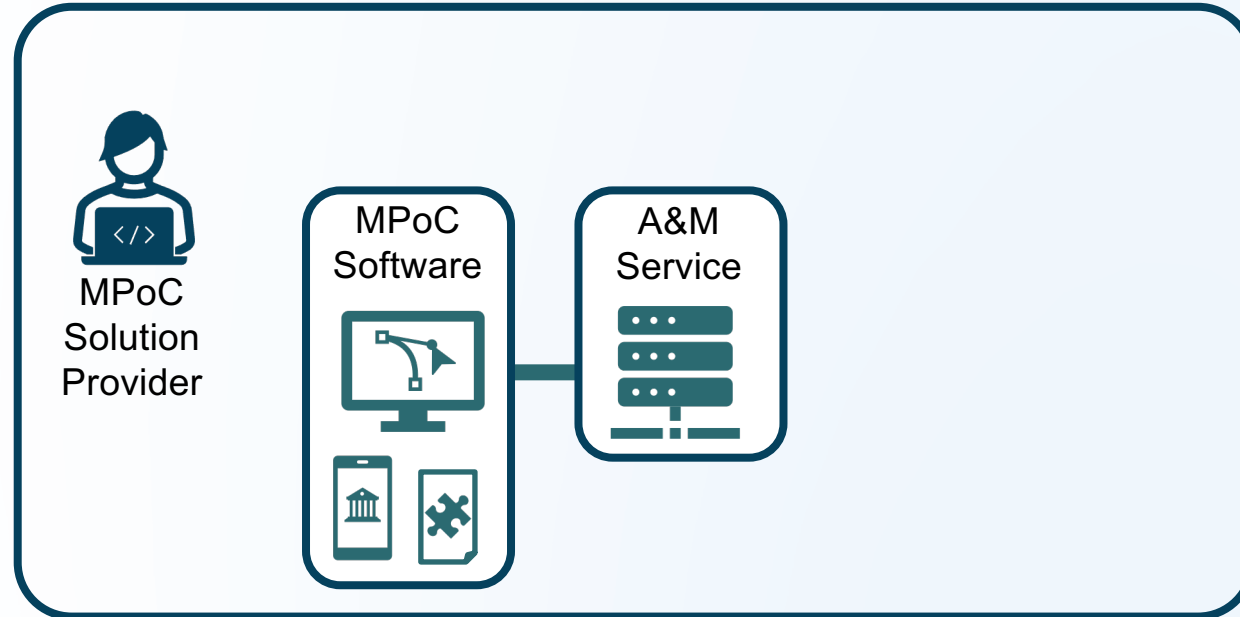 MPoC
Solution
Provider
</>
MPoC
Software
A&M
Service